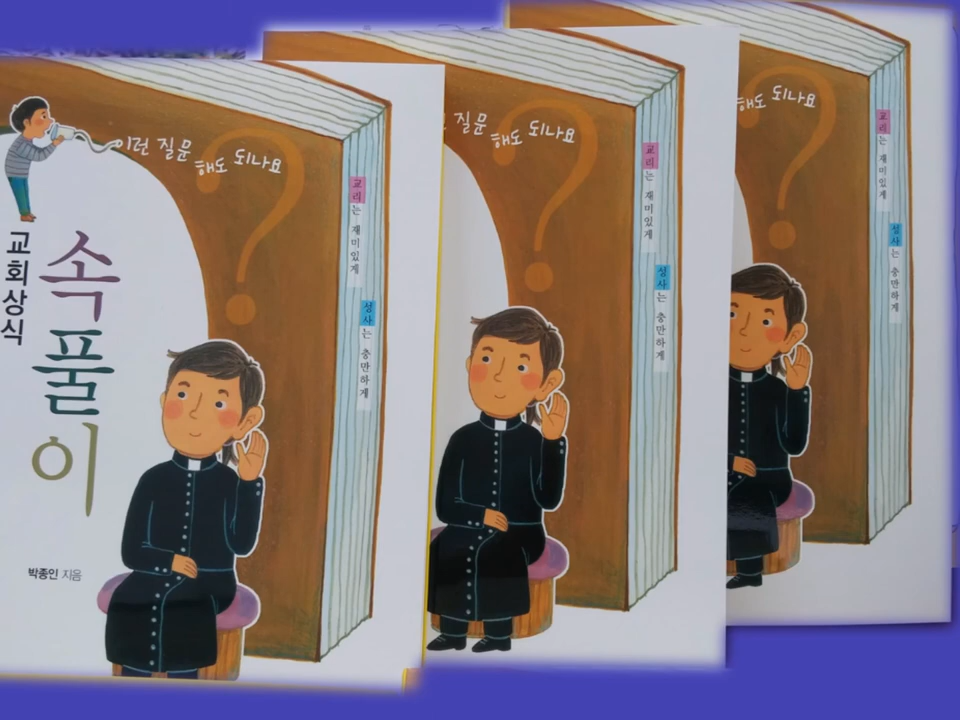 이런 질문 해도 되나요
교리는 재미있게
성사는 충만하게
교회상식
속풀이
박종인 지음
질문 해도 되나요
교리는 재미있게
성사는 충만하게
해도 되나요
교리는 재미있게
성사는 충만하게